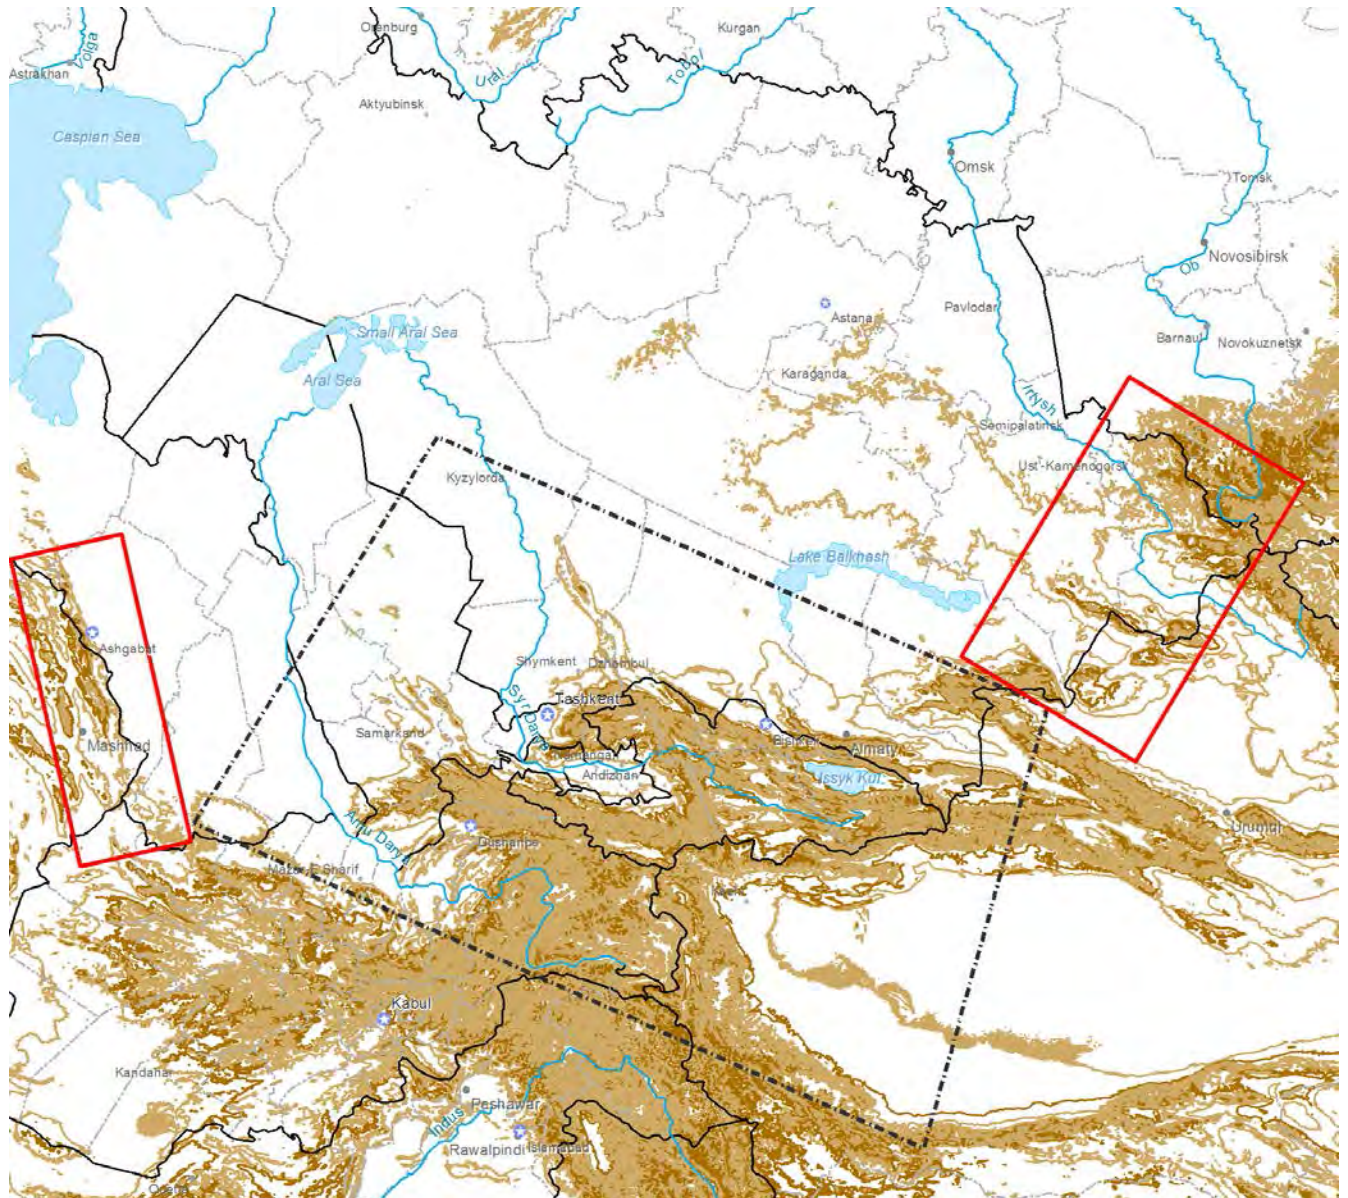 Orenburg
Kurgan
Volga
Astrakhan
Ural
Tobol
Aktyubinsk
Caspian Sea
Omsk
Tomsk
Novosibirsk
Ob
Astana
Pavlodar
Small Aral Sea
Barnaul
Novokuznetsk
Karaganda
Aral Sea
Irtysh
Semipalatinsk
Ust'-Kamenogorsk
Kyzylorda
Lake Balkhash
Ashgabat
Shymkent
Dzhambul
Syr Darya
Tashkent
Mashhad
Samarkand
Bishkek
Almaty
Namangan
Andizhan
Issyk Kul
Amu Darya
Dushanbe
Urumqi
Mazar-E Sharif
Kabul
Kandahar
Peshawar
Indus
Rawalpindi
Islamabad